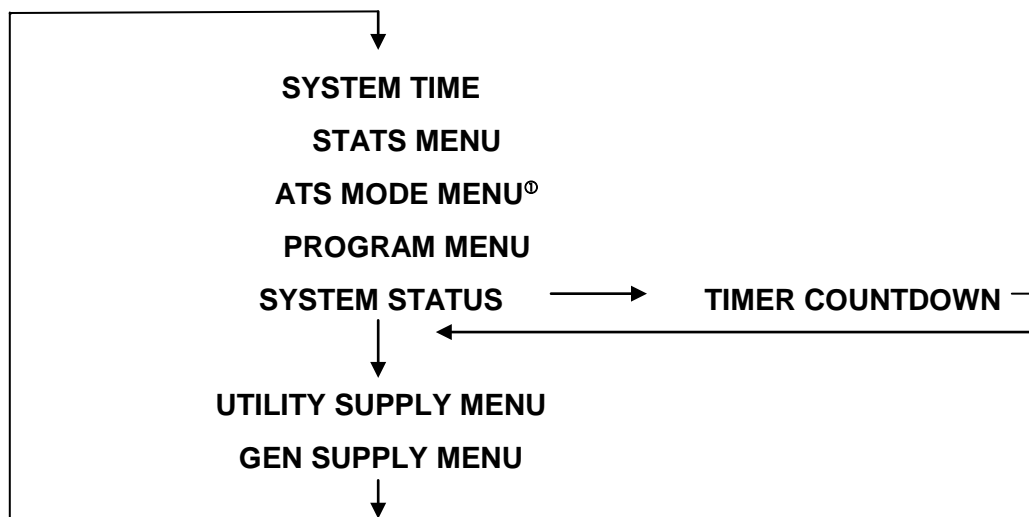 SYSTEM TIME
STATS MENU
ATS MODE MENU①
PROGRAM MENU
SYSTEM STATUS
TIMER COUNTDOWN
UTILITY SUPPLY MENU
GEN SUPPLY MENU